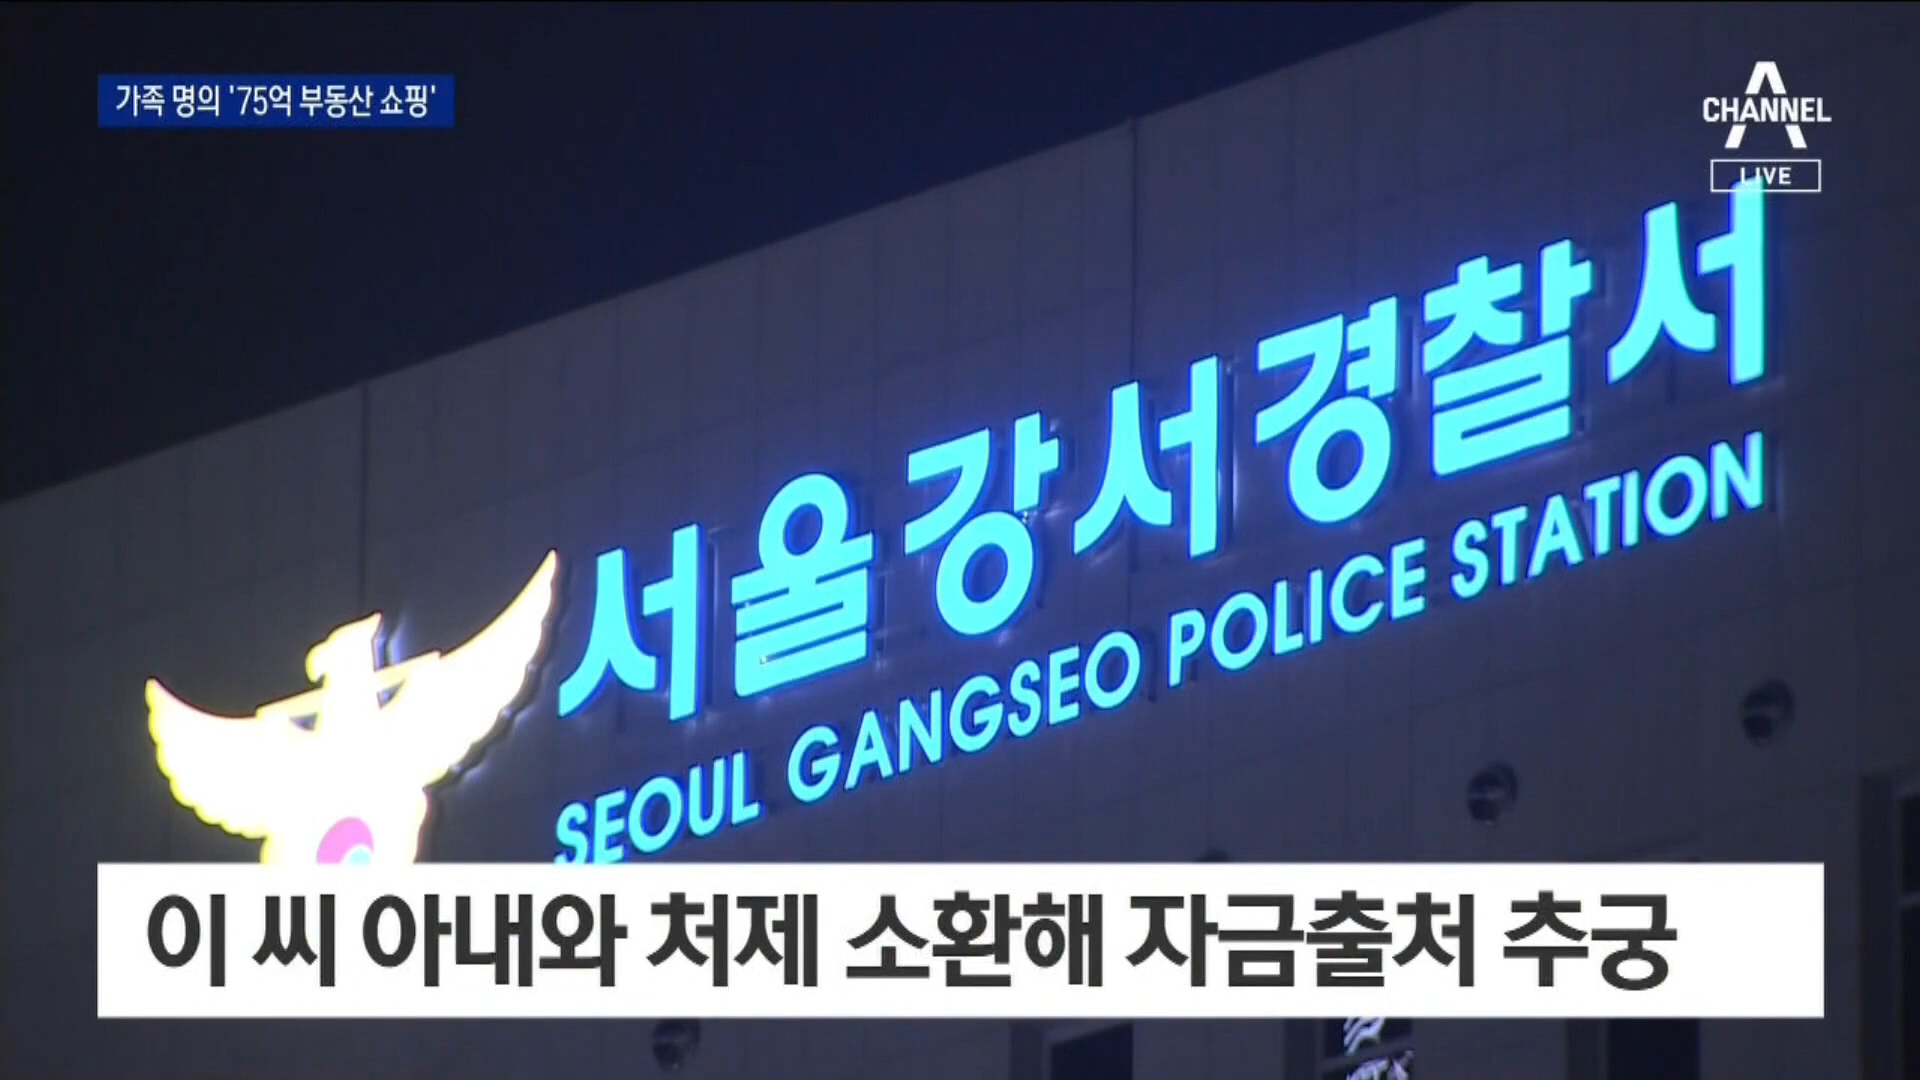 가족 명의 '75억 부동산 쇼핑'
CHANNEL A
LIVE
서울강서경찰서
SEOUL GANGSEO POLICE STATION
이 씨 아내와 처제 소환해 자금출처 추궁